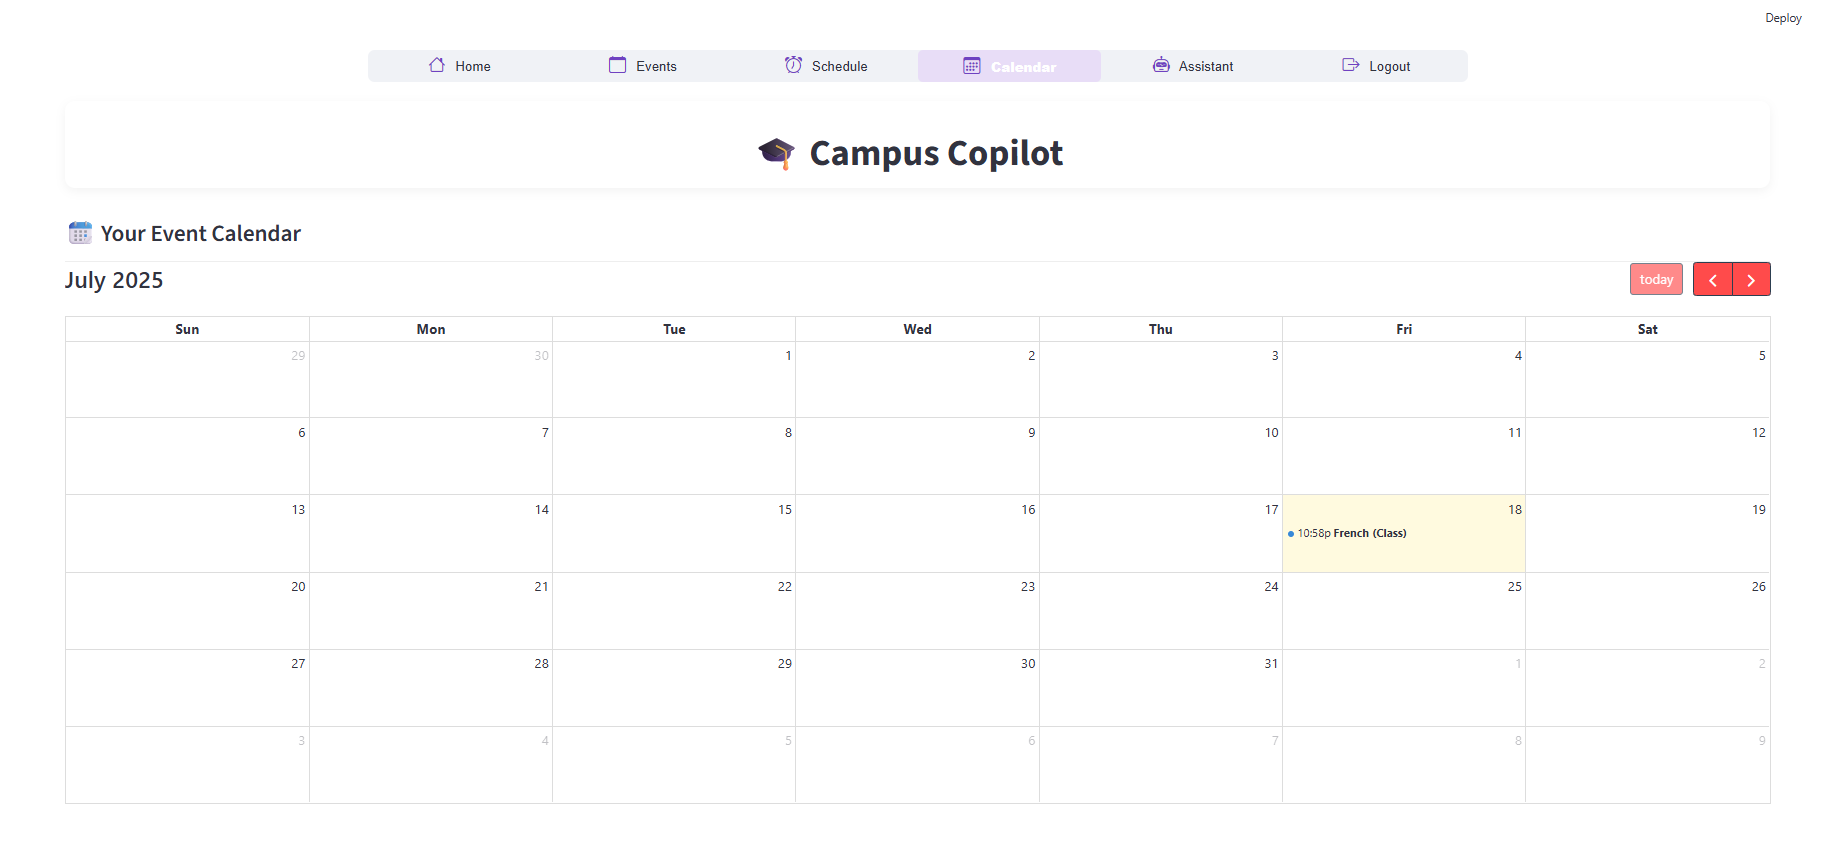 Deploy
Home Events Schedule Calendar Assistant Logout
Campus Copilot
Your Event Calendar
July 2025 today
Sun Mon Tue Wed Thu Fri Sat
29 30 1 2 3 4 5
6 7 8 9 10 11 12
13 14 15 16 17 18 19
10:58p French (Class)
20 21 22 23 24 25 26
27 28 29 30 31 1 2
3 4 5 6 7 8 9